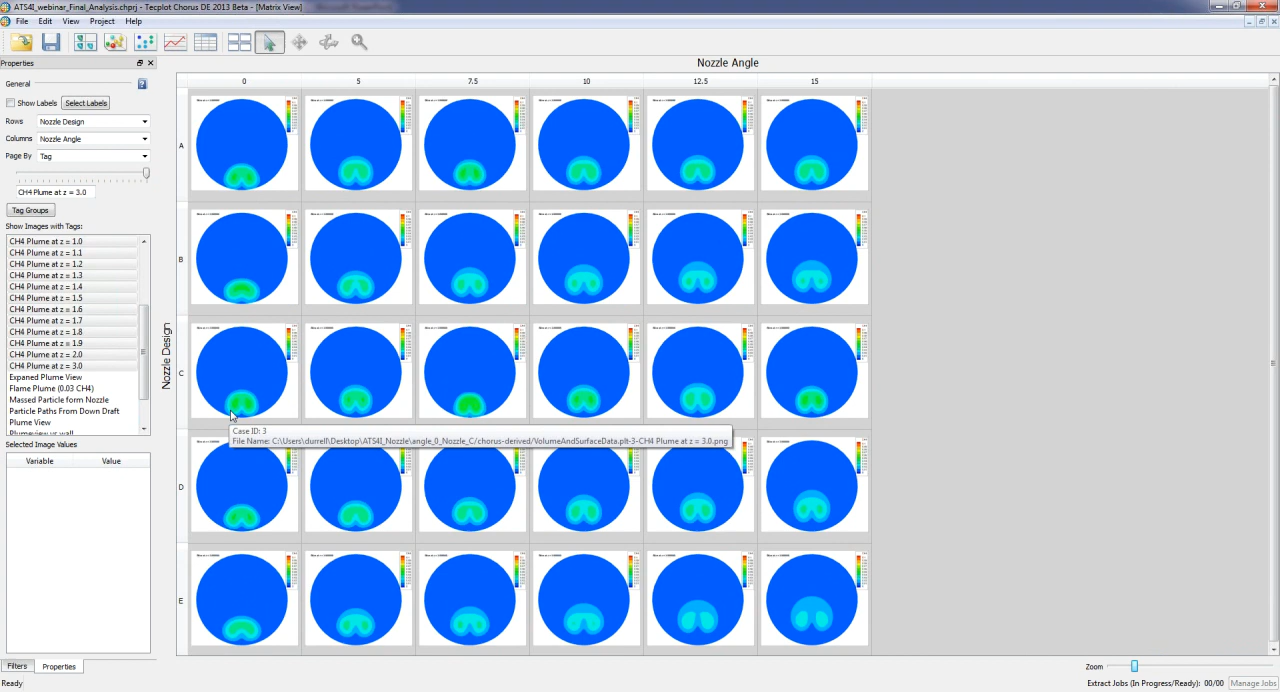 ATS4I_webinar_Final_Analysis.chprj - Tecplot Chorus DE 2013 Beta - [Matrix View]
File Edit View Project Help
Properties
General
Show Labels Select Labels
Rows Nozzle Design
Columns Nozzle Angle
Page By Tag
CH4 Plume at z = 3.0
Tag Groups
Show Images with Tags:
CH4 Plume at z = 1.0
CH4 Plume at z = 1.1
CH4 Plume at z = 1.2
CH4 Plume at z = 1.3
CH4 Plume at z = 1.4
CH4 Plume at z = 1.5
CH4 Plume at z = 1.6
CH4 Plume at z = 1.7
CH4 Plume at z = 1.8
CH4 Plume at z = 1.9
CH4 Plume at z = 2.0
CH4 Plume at z = 3.0
Expaned Plume View
Flame Plume (0.03 CH4)
Massed Particle form Nozzle
Particle Paths From Down Draft
Plume View
Plumeview vr wall
Selected Image Values
Variable Value
Filters Properties
Ready
Nozzle Angle
0 5 7.5 10 12.5 15
Nozzle Design
A
B
C
D
E
Case ID: 3
File Name: C:\Users\durrell\Desktop\ATS4I_Nozzle\angle_0_Nozzle_C/chorus-derived/VolumeAndSurfaceData.plt-3-CH4 Plume at z = 3.0.png
Zoom
Extract Jobs (In Progress/Ready): 00/00 Manage Jobs